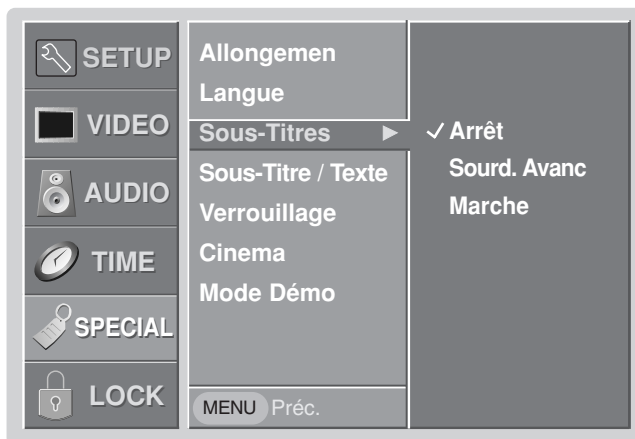 SETUP
VIDEO
AUDIO
TIME
SPECIAL
LOCK
Allongemen
Langue
Sous-Titres ►
Sous-Titre / Texte
Verrouillage
Cinema
Mode Démo
MENU Préc.
✓ Arrêt
Sourd. Avanc
Marche